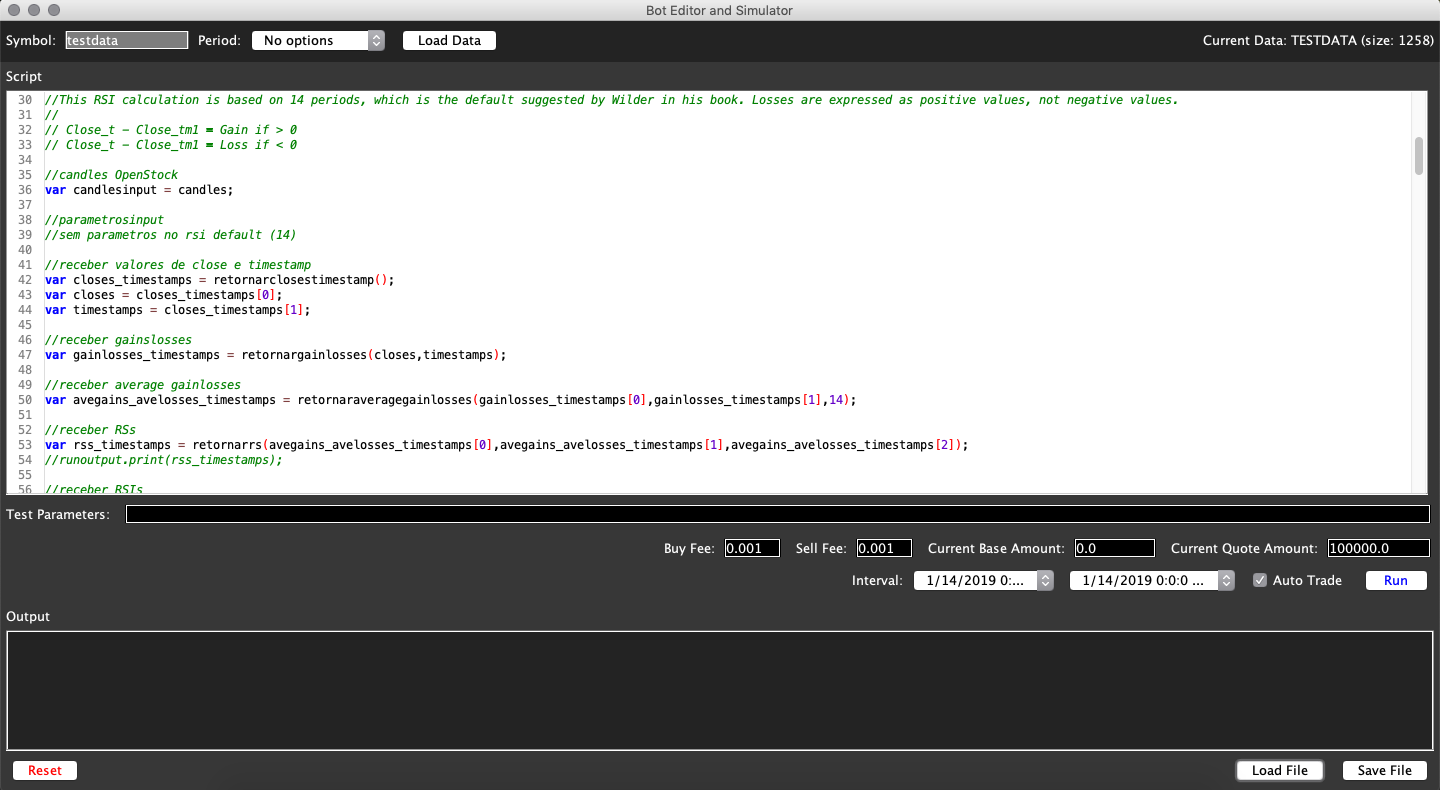 Bot Editor and Simulator
Symbol: testdata Period: No options Load Data Current Data: TESTDATA (size: 1258)
Script
30 //This RSI calculation is based on 14 periods, which is the default suggested by Wilder in his book. Losses are expressed as positive values, not negative values.
31 //
32 // Close_t - Close_tm1 = Gain if > 0
33 // Close_t - Close_tm1 = Loss if < 0
34
35 //candles OpenStock
36 var candlesinput = candles;
37
38 //parametrosinput
39 //sem parametros no rsi default (14)
40
41 //receber valores de close e timestamp
42 var closes_timestamps = retornarclosestimestamp();
43 var closes = closes_timestamps[0];
44 var timestamps = closes_timestamps[1];
45
46 //receber gainslosses
47 var gainlosses_timestamps = retornargainlosses(closes,timestamps);
48
49 //receber average gainlosses
50 var avegains_avelosses_timestamps = retornaraveragegainlosses(gainlosses_timestamps[0],gainlosses_timestamps[1],14);
51
52 //receber RSs
53 var rss_timestamps = retornarrs(avegains_avelosses_timestamps[0],avegains_avelosses_timestamps[1],avegains_avelosses_timestamps[2]);
54 //runoutput.print(rss_timestamps);
55
56 //receber RSIs
Test Parameters:
Buy Fee: 0.001 Sell Fee: 0.001 Current Base Amount: 0.0 Current Quote Amount: 100000.0
Interval: 1/14/2019 0:... 1/14/2019 0:0:0 ... Auto Trade Run
Output
Reset Load File Save File